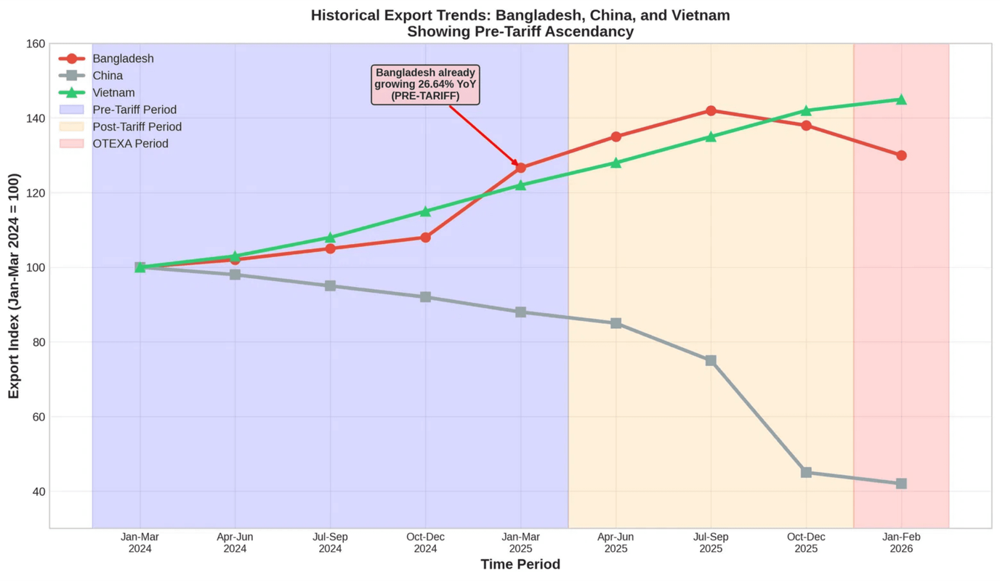 Historical Export Trends: Bangladesh, China, and Vietnam
Showing Pre-Tariff Ascendancy
Export Index (Jan-Mar 2024 = 100)
160
140
120
100
80
60
40
Bangladesh
China
Vietnam
Pre-Tariff Period
Post-Tariff Period
OTEXA Period
Bangladesh already
growing 26.64% YoY
(PRE-TARIFF)
Jan-Mar
2024
Apr-Jun
2024
Jul-Sep
2024
Oct-Dec
2024
Jan-Mar
2025
Apr-Jun
2025
Jul-Sep
2025
Oct-Dec
2025
Jan-Feb
2026
Time Period